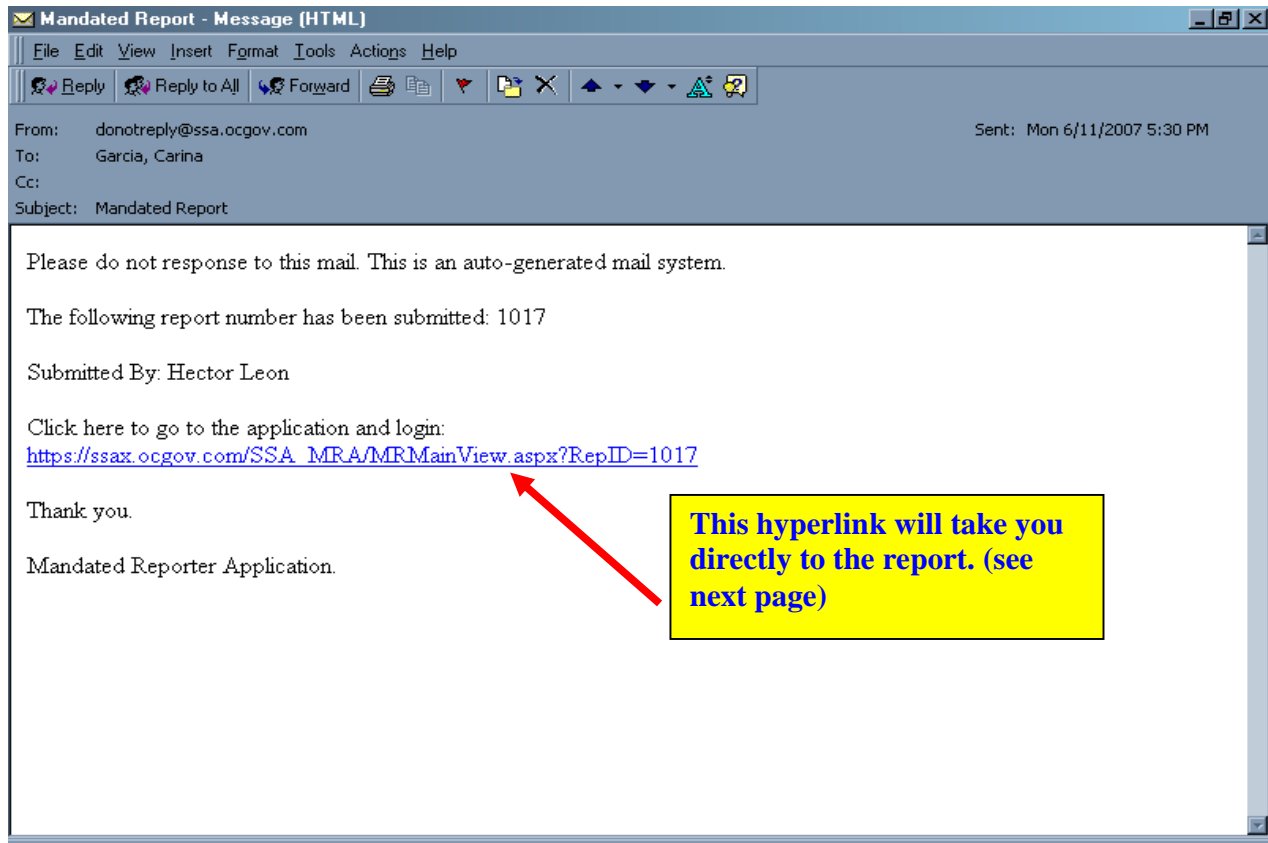 Mandated Report - Message (HTML)
File Edit View Insert Format Tools Actions Help
Reply Reply to All Forward
From: donotreply@ssa.ocgov.com Sent: Mon 6/11/2007 5:30 PM
To: Garcia, Carina
Cc:
Subject: Mandated Report
Please do not response to this mail. This is an auto-generated mail system.
The following report number has been submitted: 1017
Submitted By: Hector Leon
Click here to go to the application and login:
https://ssax.ocgov.com/SSA_MRA/MRMainView.aspx?RepID=1017
Thank you.
Mandated Reporter Application.
This hyperlink will take you
directly to the report. (see
next page)